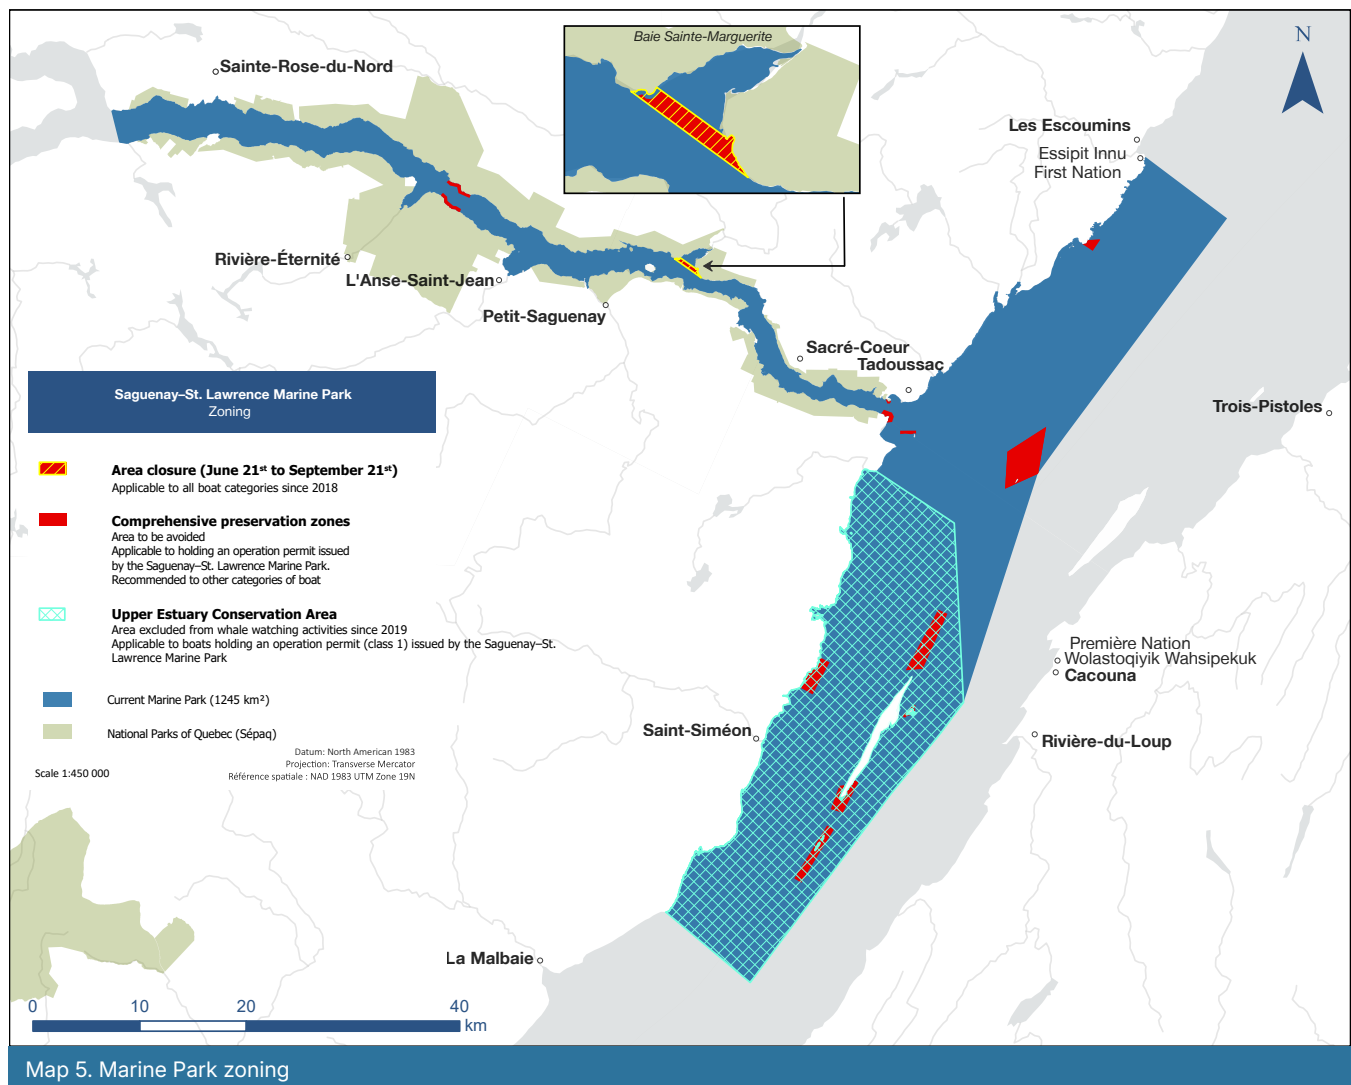 Baie Sainte-Marguerite
N
Sainte-Rose-du-Nord
Les Escoumins
Essipit Innu
First Nation
Rivière-Éternité
L'Anse-Saint-Jean
Petit-Saguenay
Sacré-Coeur
Tadoussac
Trois-Pistoles
Saguenay–St. Lawrence Marine Park
Zoning
Area closure (June 21st to September 21st)
Applicable to all boat categories since 2018
Comprehensive preservation zones
Area to be avoided
Applicable to holding an operation permit issued
by the Saguenay–St. Lawrence Marine Park.
Recommended to other categories of boat
Upper Estuary Conservation Area
Area excluded from whale watching activities since 2019
Applicable to boats holding an operation permit (class 1) issued by the Saguenay–St.
Lawrence Marine Park
Current Marine Park (1245 km²)
National Parks of Quebec (Sépaq)
Datum: North American 1983
Projection: Transverse Mercator
Référence spatiale : NAD 1983 UTM Zone 19N
Scale 1:450 000
Première Nation
Wolastoqiyik Wahsipekuk
Cacouna
Saint-Siméon
Rivière-du-Loup
La Malbaie
0 10 20 40
km
Map 5. Marine Park zoning